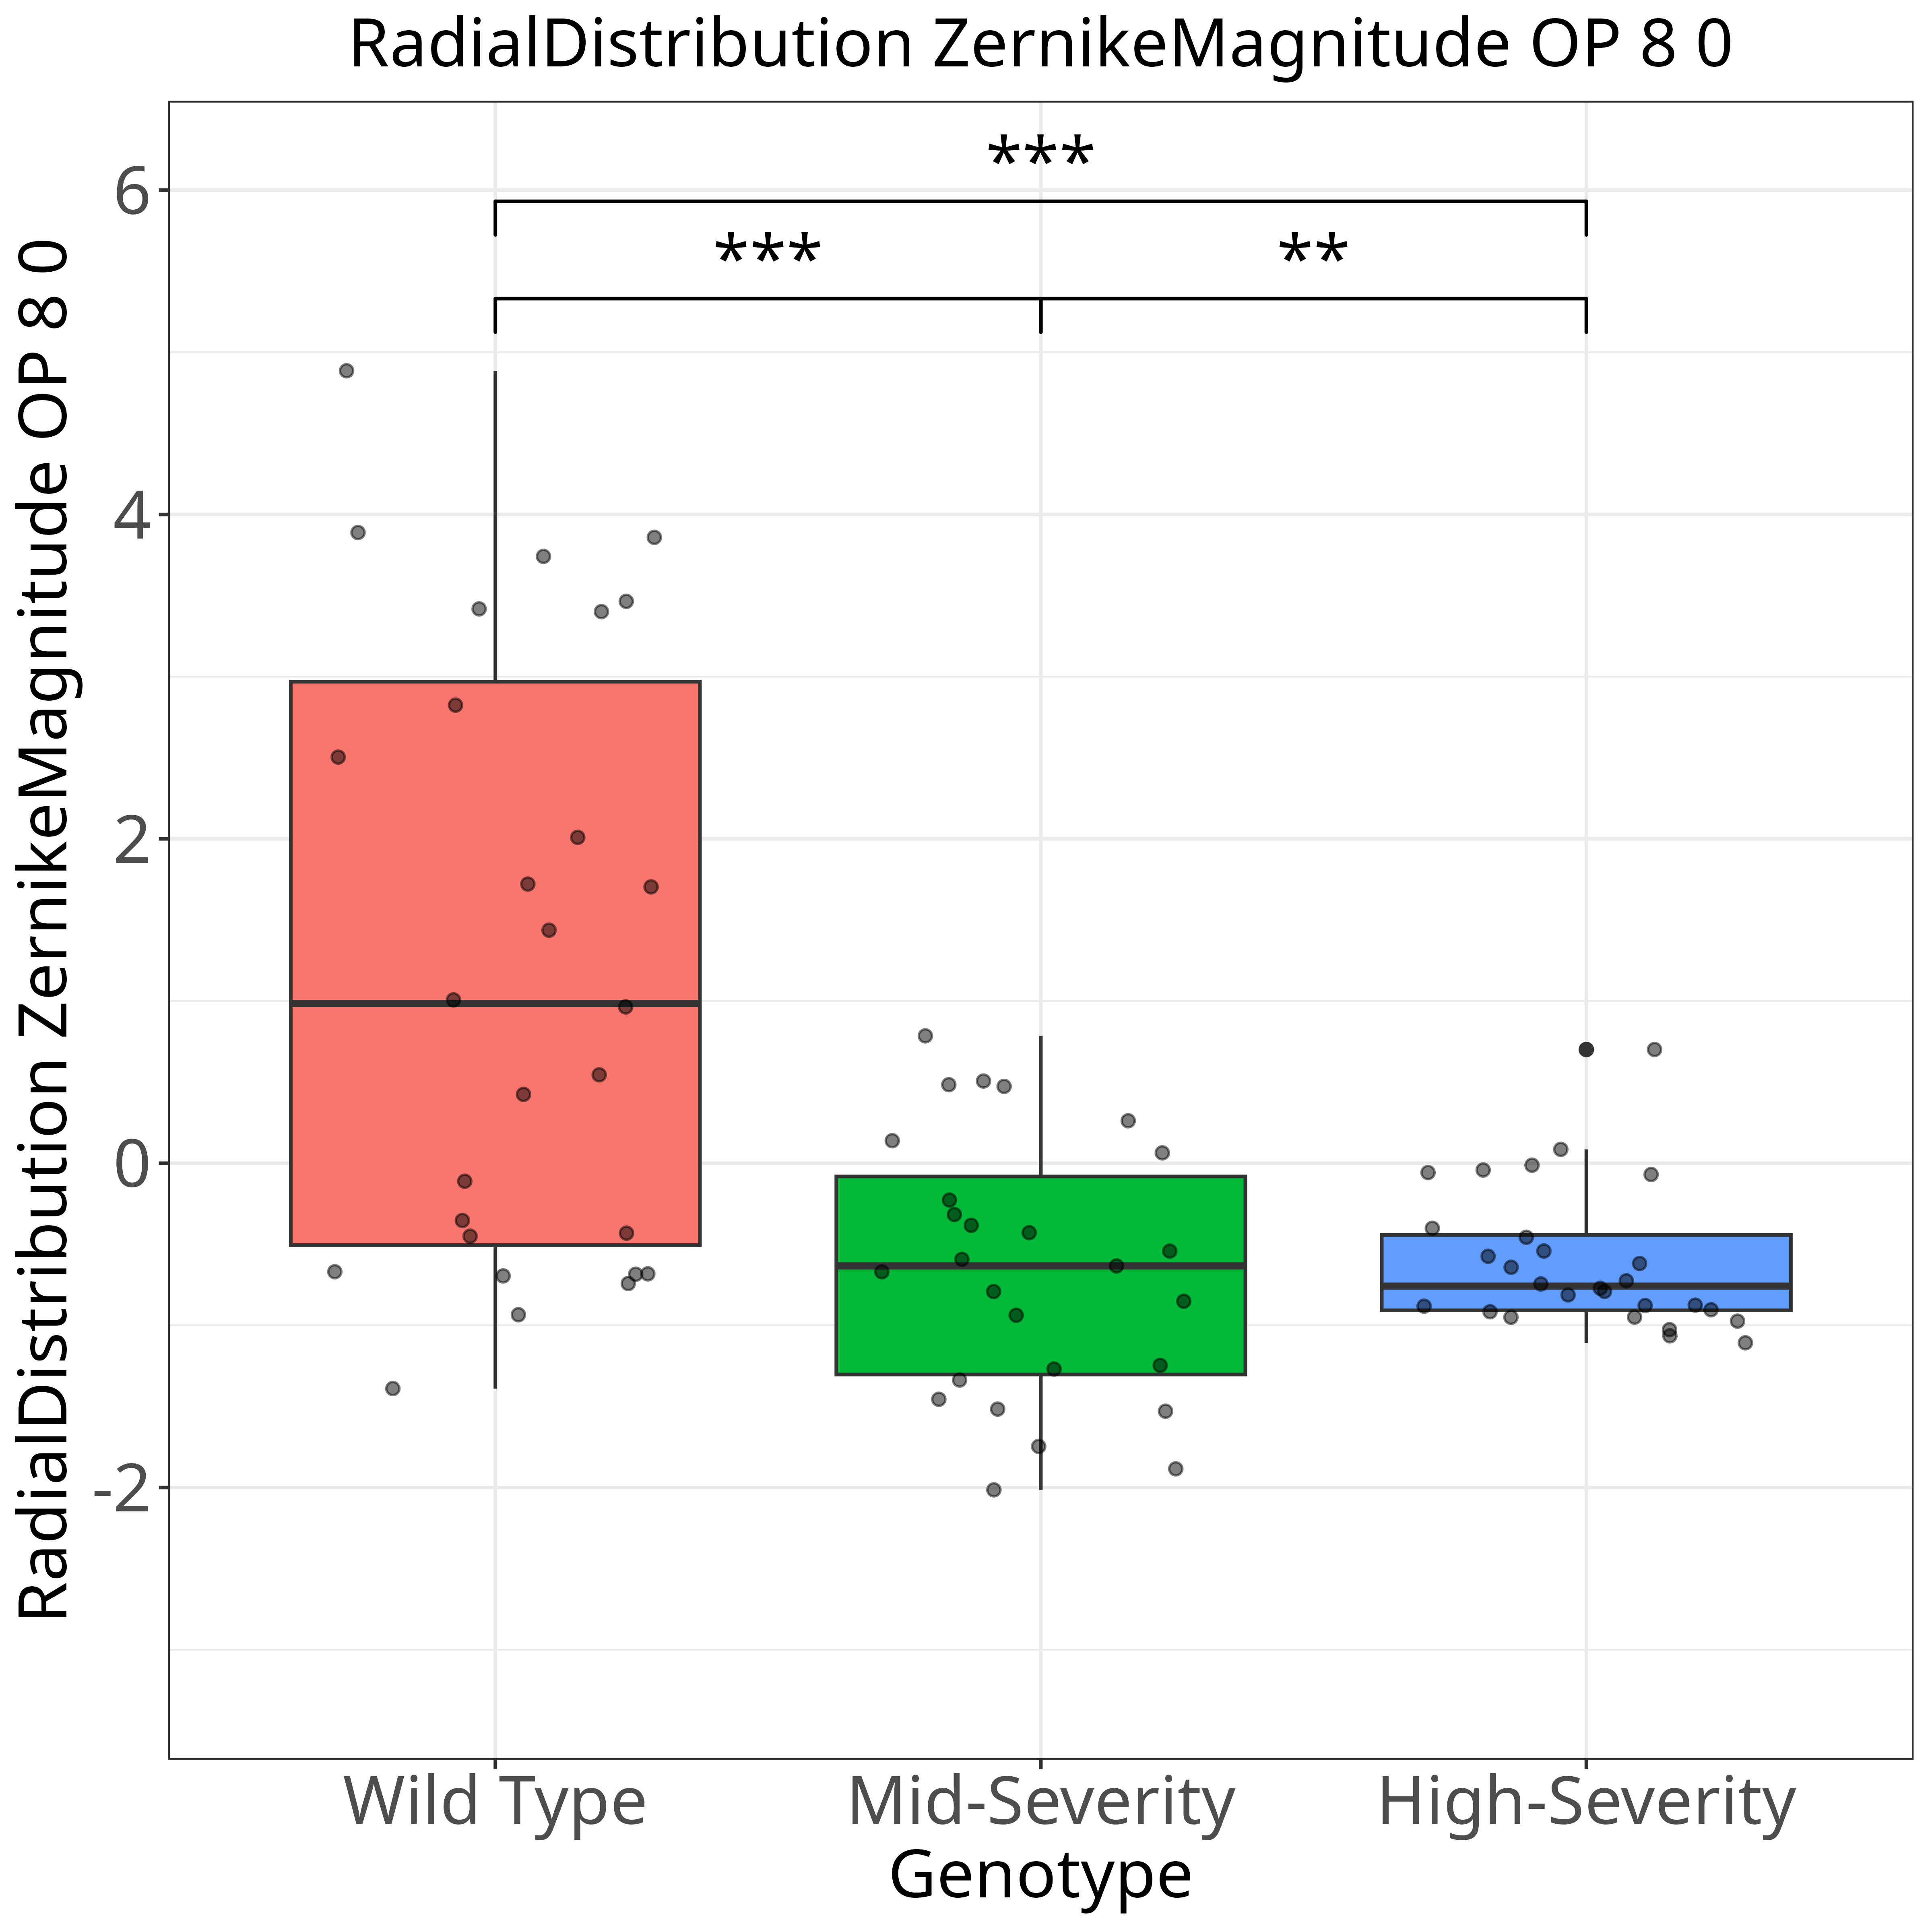 RadialDistribution ZernikeMagnitude OP 8 0
RadialDistribution ZernikeMagnitude OP 8 0
***
*** **
6
4
2
0
-2
Wild Type Mid-Severity High-Severity
Genotype